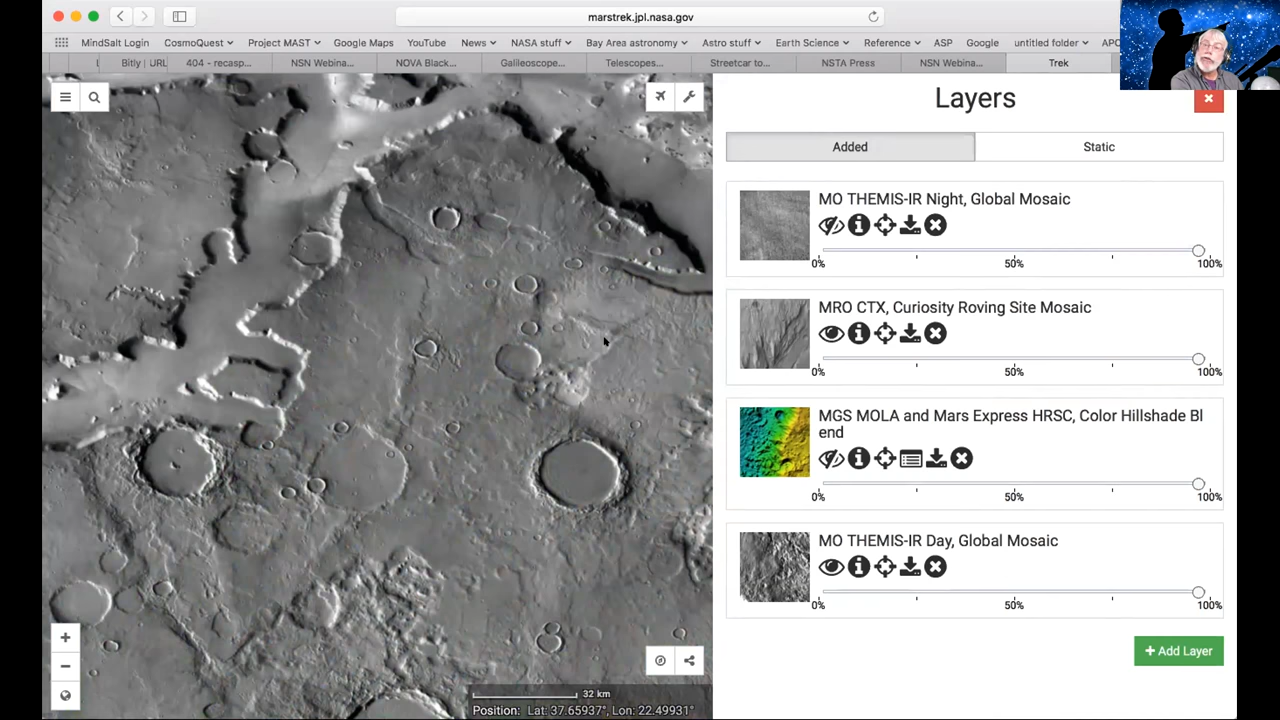 marstrek.jpl.nasa.gov
MindSalt Login CosmoQuest Project MAST Google Maps YouTube News NASA stuff Bay Area astronomy Astro stuff Earth Science Reference ASP Google untitled folder APO
Bitly | URL 404 - recasp... NSN Webina... NOVA Black... Galileoscope... Telescopes... Streetcar to... NSTA Press NSN Webina... Trek
Layers
Added Static
MO THEMIS-IR Night, Global Mosaic
0% 50% 100%
MRO CTX, Curiosity Roving Site Mosaic
0% 50% 100%
MGS MOLA and Mars Express HRSC, Color Hillshade Bl
end
0% 50% 100%
MO THEMIS-IR Day, Global Mosaic
0% 50% 100%
+ Add Layer
32 km
Position: Lat: 37.65937°, Lon: 22.49931°